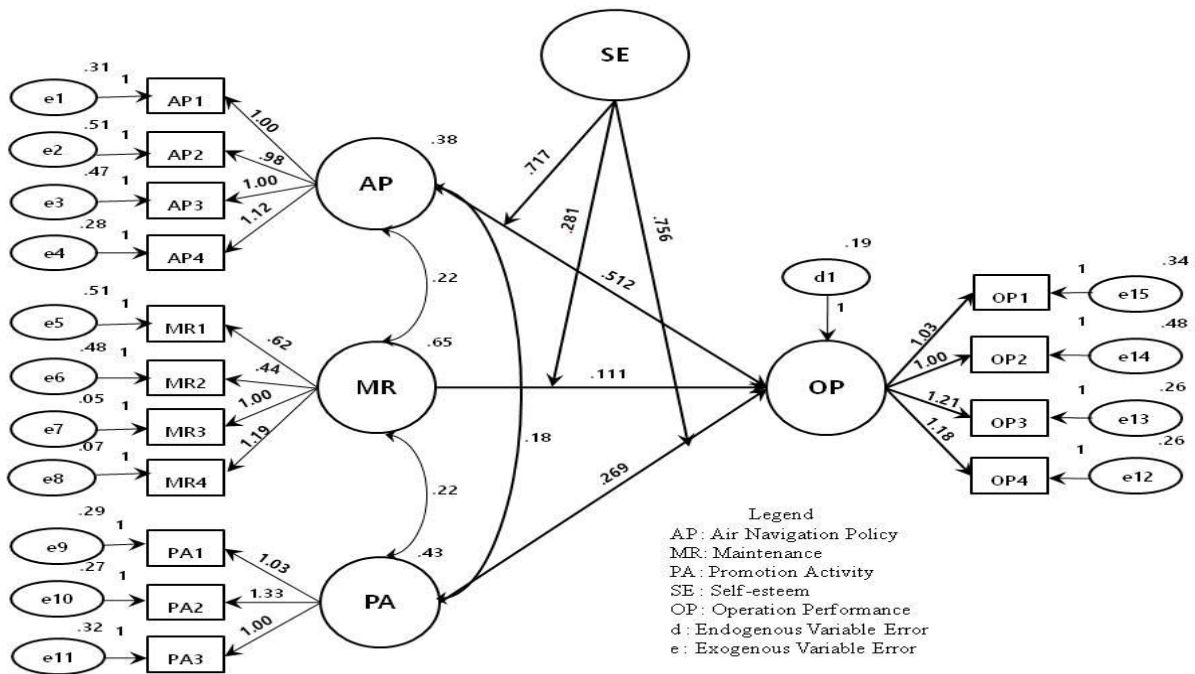 SE
.31
1
e1
AP1
1.00
.51
1
e2
AP2
.98
.47
1
e3
AP3
1.00
.28
1
e4
AP4
1.12
.38
AP
.717
.281
.756
.22
.512
.51
1
e5
MR1
.62
.48
1
e6
MR2
.44
.05
1
e7
MR3
1.00
.07
1
e8
MR4
1.19
.65
MR
.111
.18
.22
.269
.29
1
e9
PA1
1.03
.27
1
e10
PA2
1.33
.32
1
e11
PA3
1.00
.43
PA
.19
d1
1
OP
1.03
OP1
1
.34
e15
1.00
OP2
1
.48
e14
1.21
OP3
1
.26
e13
1.18
OP4
1
.26
e12
Legend
AP: Air Navigation Policy
MR: Maintenance
PA: Promotion Activity
SE: Self-esteem
OP: Operation Performance
d : Endogenous Variable Error
e : Exogenous Variable Error